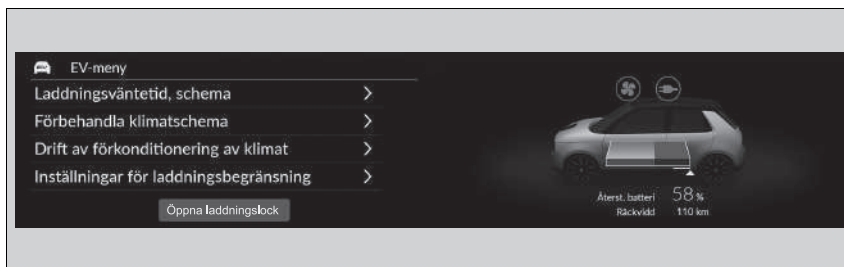 EV-meny
Laddningsväntetid, schema
Förbehandla klimatschema
Drift av förkonditionering av klimat
Inställningar för laddningsbegränsning
Öppna laddningslock
Återst. batteri 58 %
Räckvidd 110 km